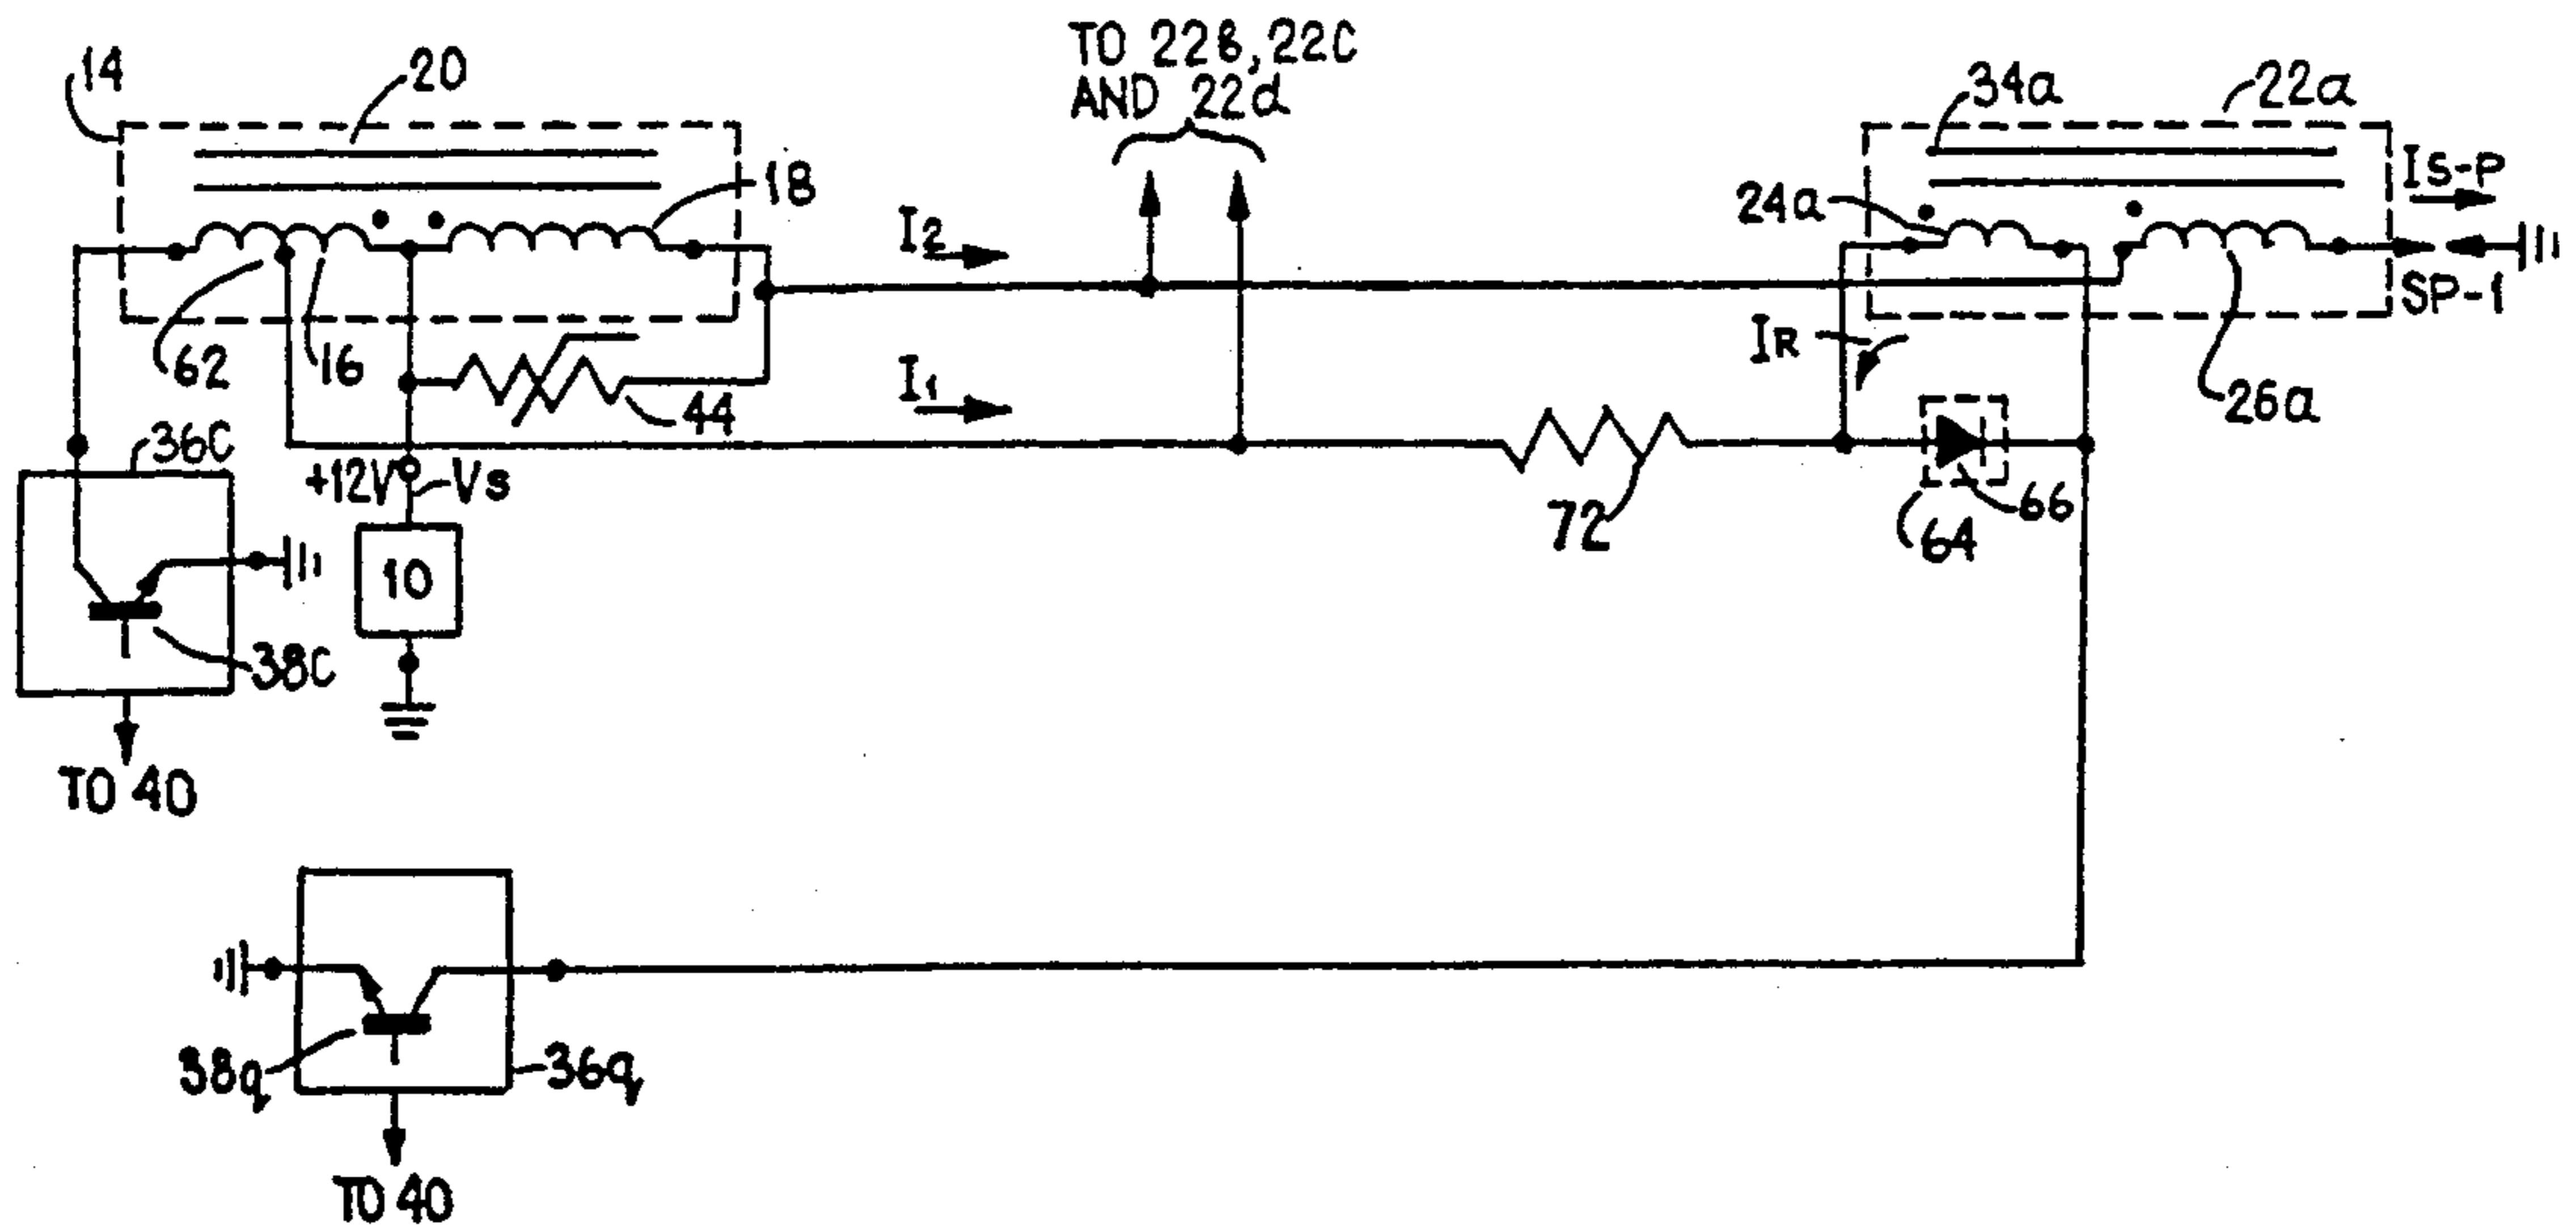 14
20
18
TO 22B, 22C
AND 22d
34a
22a
24a
IS-P
SP-1
I2
IR
26a
62
16
44
I1
36C
+12V
Vs
10
72
64
66
38C
TO 40
38q
36q
TO 40